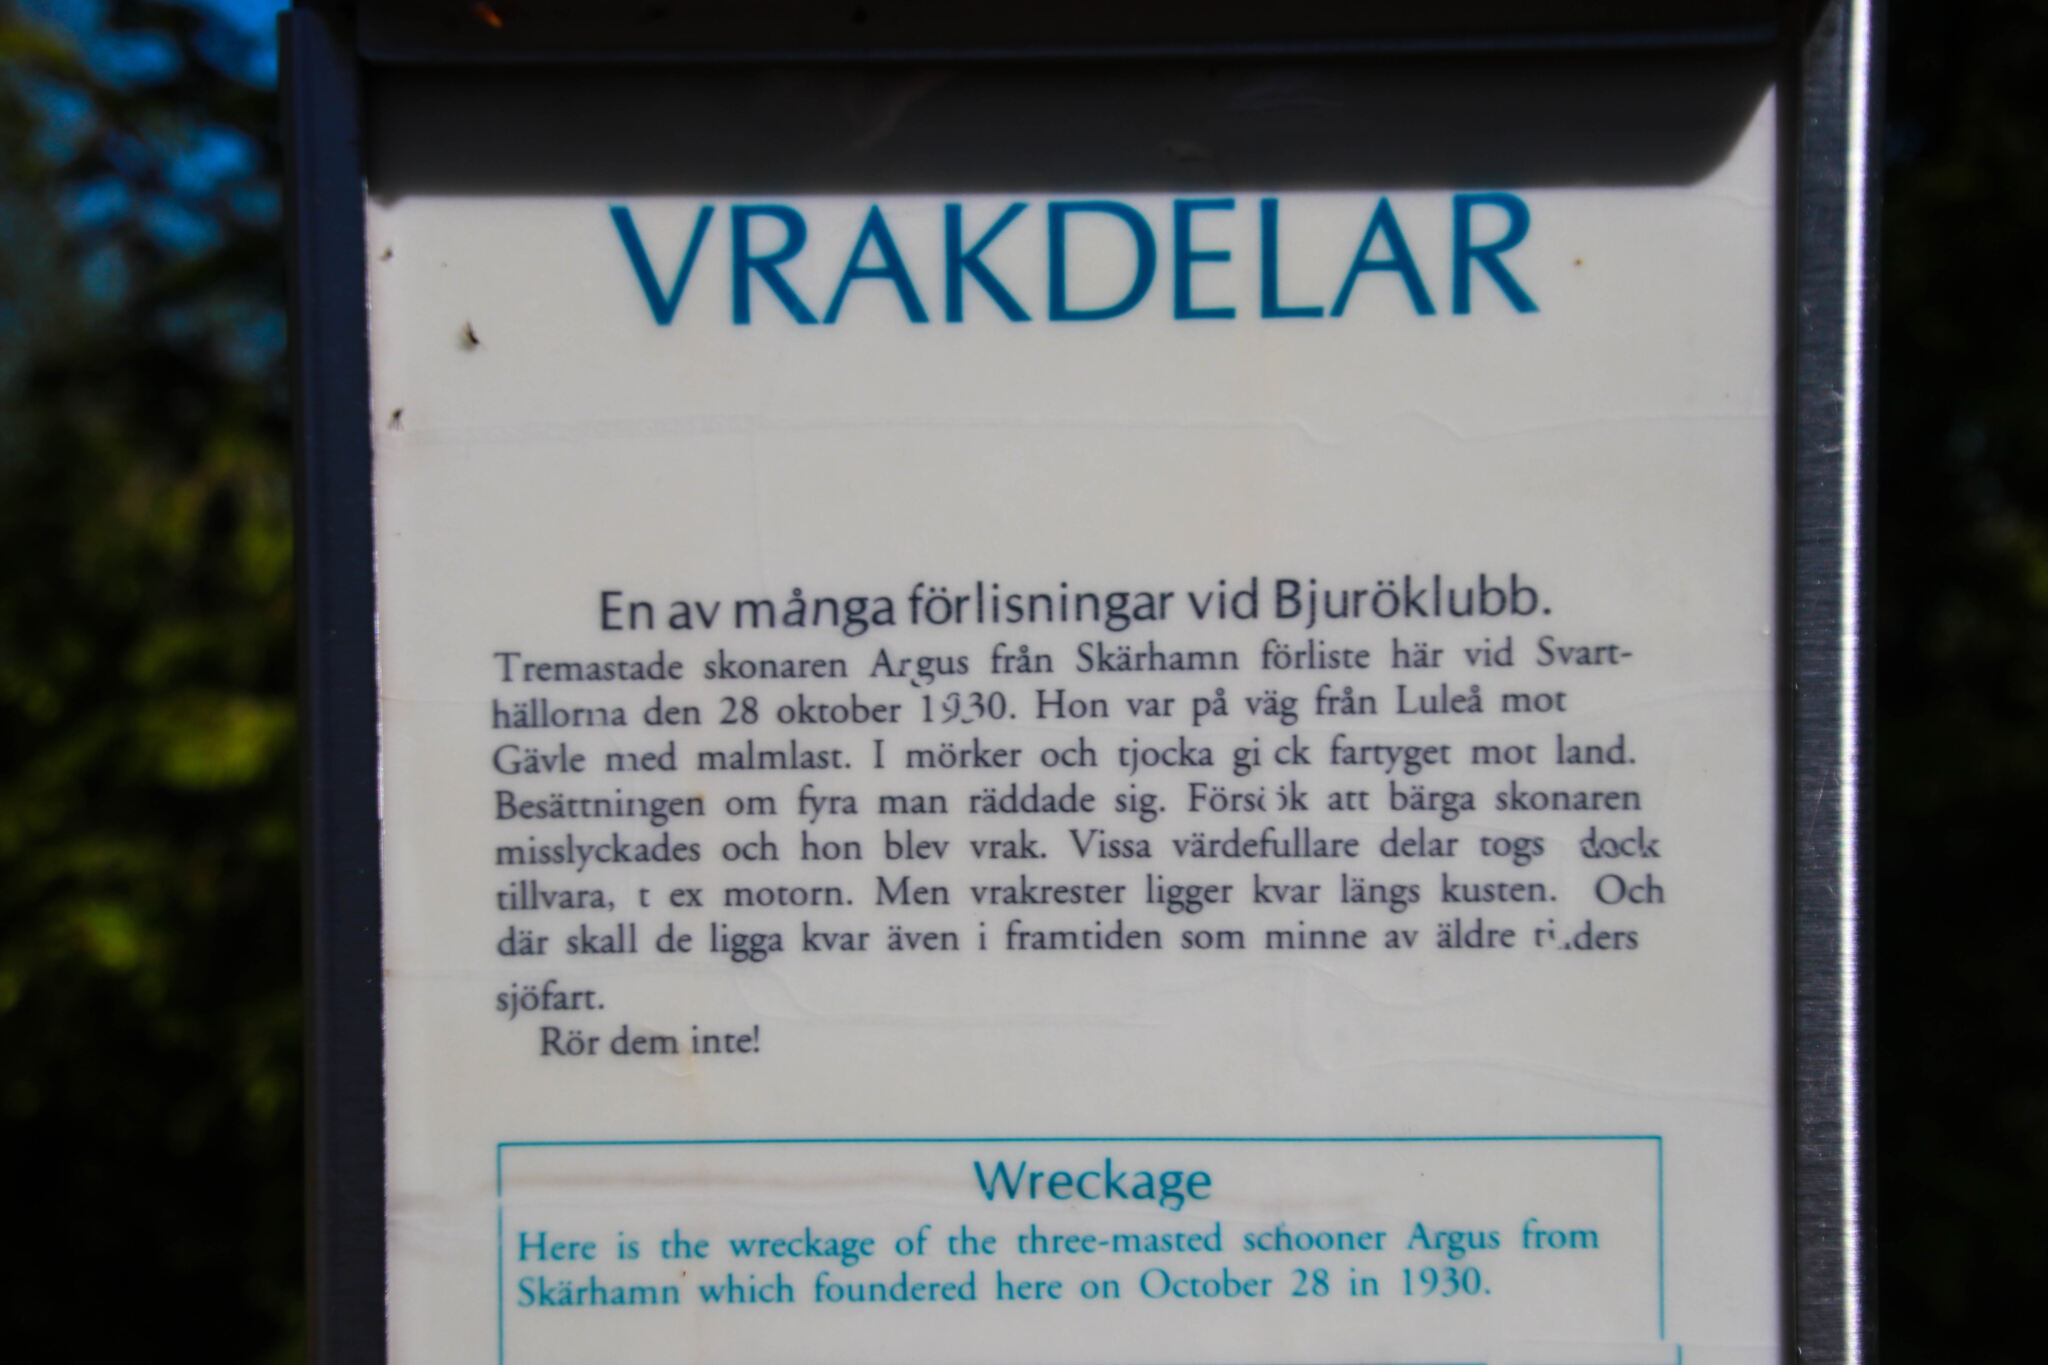 VRAKDELAR
En av många förlisningar vid Bjuröklubb.
Tremastade skonaren Argus från Skärhamn förliste här vid Svart-
hällorna den 28 oktober 1930. Hon var på väg från Luleå mot
Gävle med malmlast. I mörker och tjocka gick fartyget mot land.
Besättningen om fyra man räddade sig. Försök att bärga skonaren
misslyckades och hon blev vrak. Vissa värdefullare delar togs dock
tillvara, t ex motorn. Men vrakrester ligger kvar längs kusten. Och
där skall de ligga kvar även i framtiden som minne av äldre tiders
sjöfart.
Rör dem inte!
Wreckage
Here is the wreckage of the three-masted schooner Argus from
Skärhamn which foundered here on October 28 in 1930.